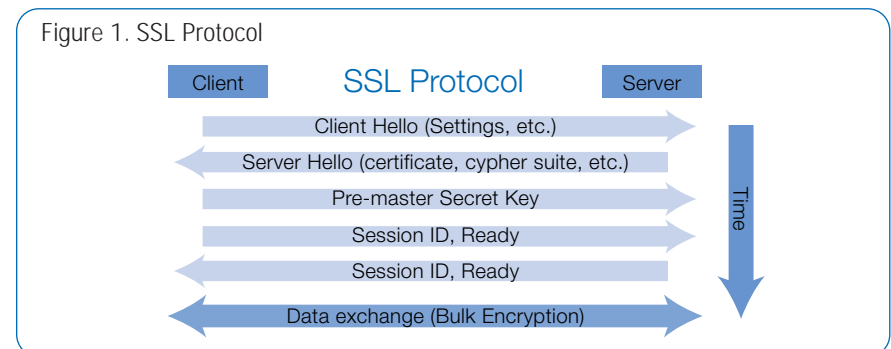 Figure 1. SSL Protocol
Client
SSL Protocol
Server
Client Hello (Settings, etc.)
Server Hello (certificate, cypher suite, etc.)
Pre-master Secret Key
Session ID, Ready
Session ID, Ready
Data exchange (Bulk Encryption)
Time